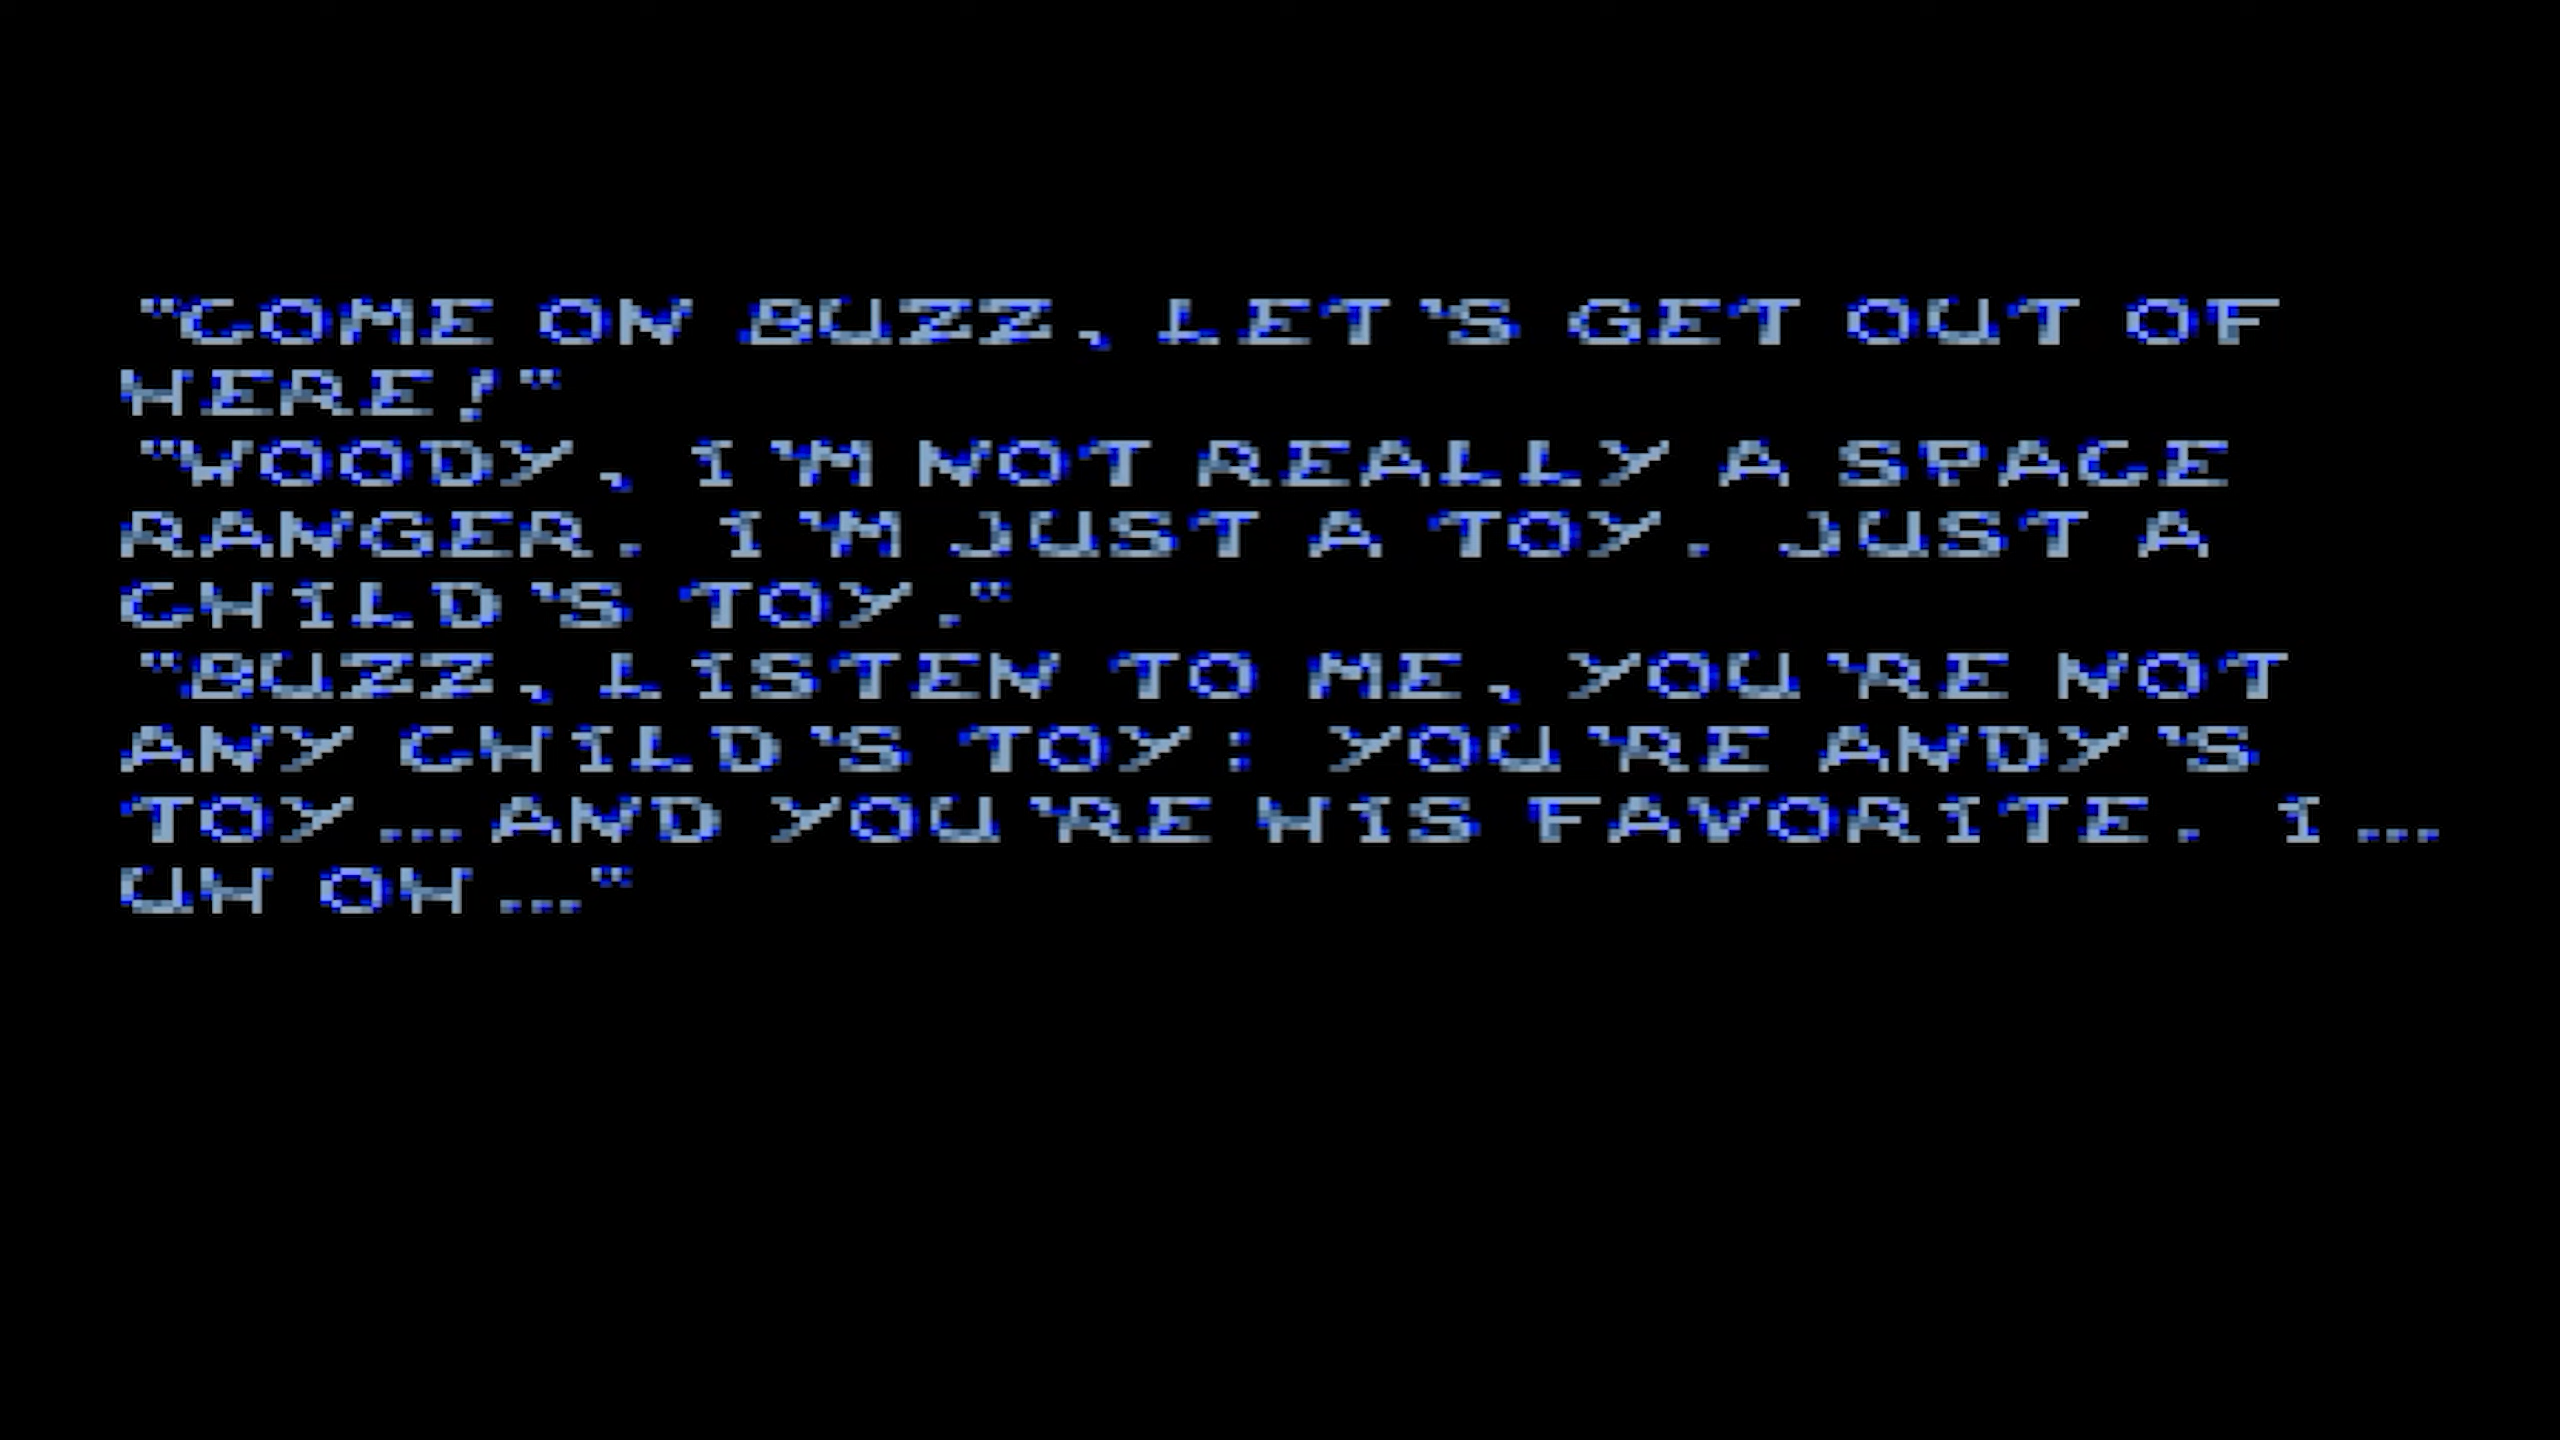 "COME ON BUZZ, LET'S GET OUT OF
HERE!"
"WOODY, I'M NOT REALLY A SPACE
RANGER. I'M JUST A TOY. JUST A
CHILD'S TOY."
"BUZZ, LISTEN TO ME, YOU'RE NOT
ANY CHILD'S TOY: YOU'RE ANDY'S
TOY...AND YOU'RE HIS FAVORITE. I...
UH OH..."